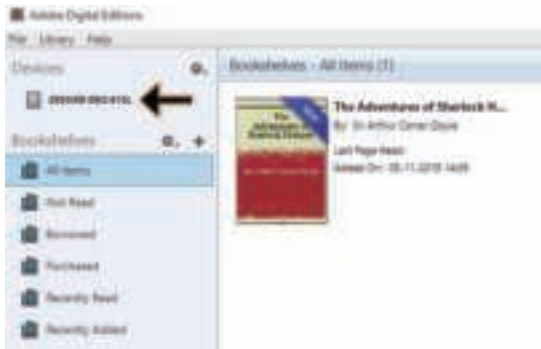 Adobe Digital Editions
File Library Help
Devices
Bookshelves
All Items
Not Read
Borrowed
Purchased
Recently Read
Recently Added
Bookshelves - All Items (1)
The Adventures of Sherlock H...
By: Sir Arthur Conan Doyle
Last Page Read:
Added On: